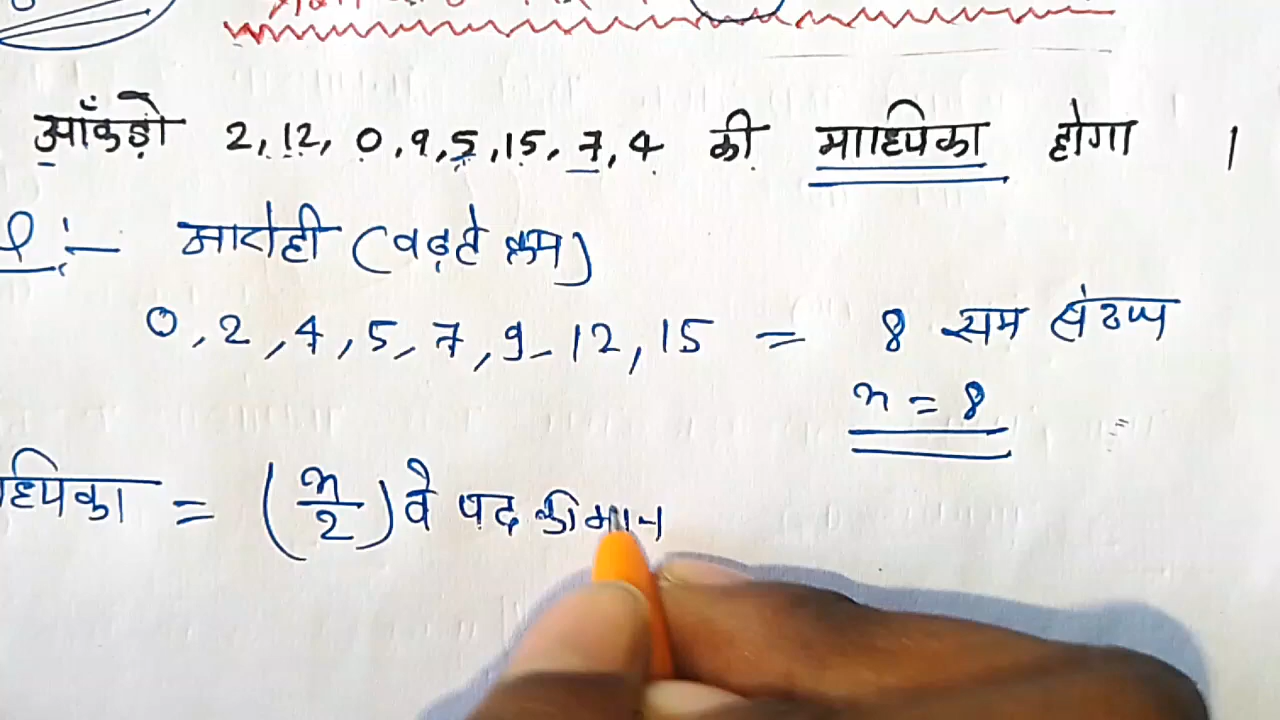 आँकड़ो 2, 12, 0, 9, 5, 15, 7, 4 की माध्यिका होगा ।
:- आरोही (बढ़ते क्रम)
0, 2, 4, 5, 7, 9, 12, 15 = 8 सम संख्या
n = 8
ध्यिका = (n/2) वे पद की मान